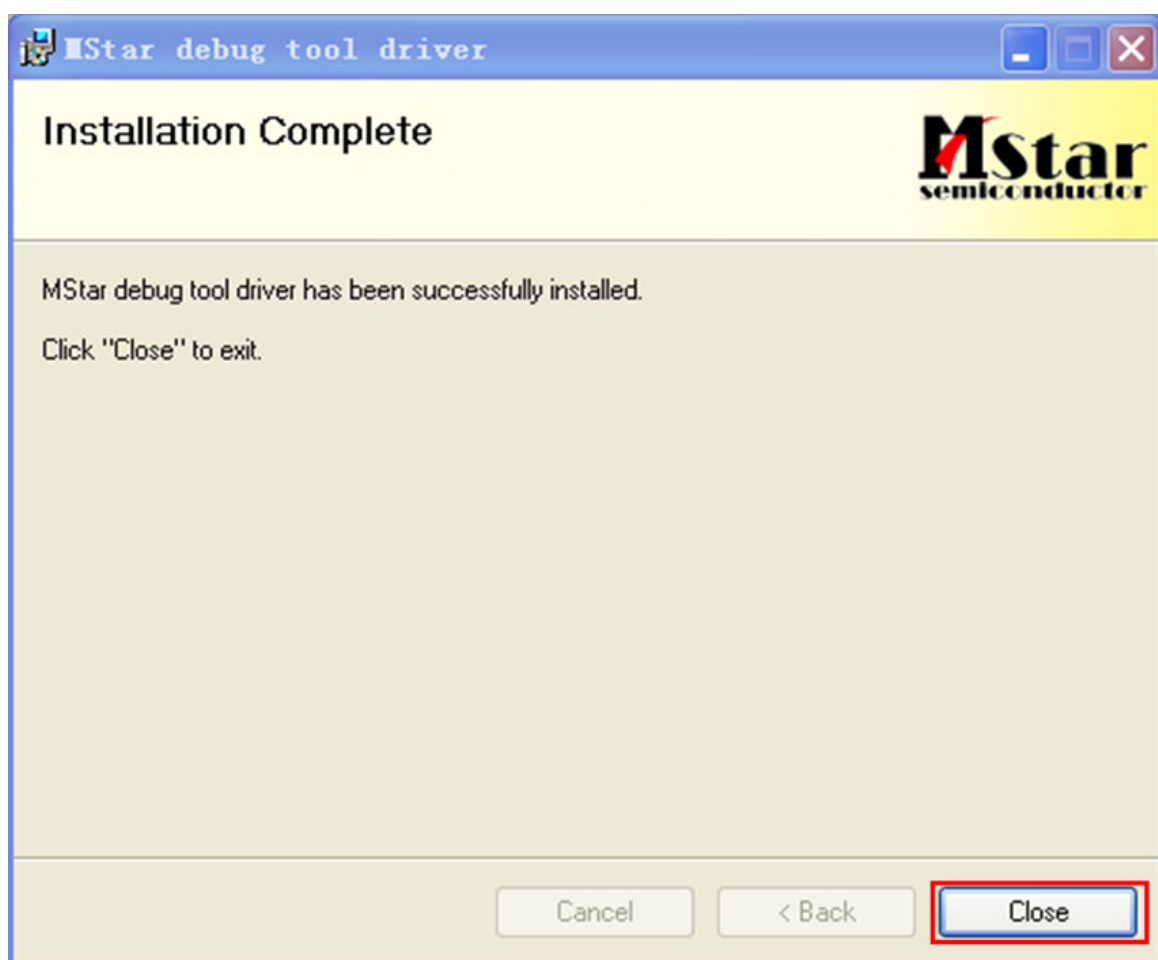 MStar debug tool driver
Installation Complete
MStar
semiconductor
MStar debug tool driver has been successfully installed.
Click "Close" to exit.
Cancel
< Back
Close